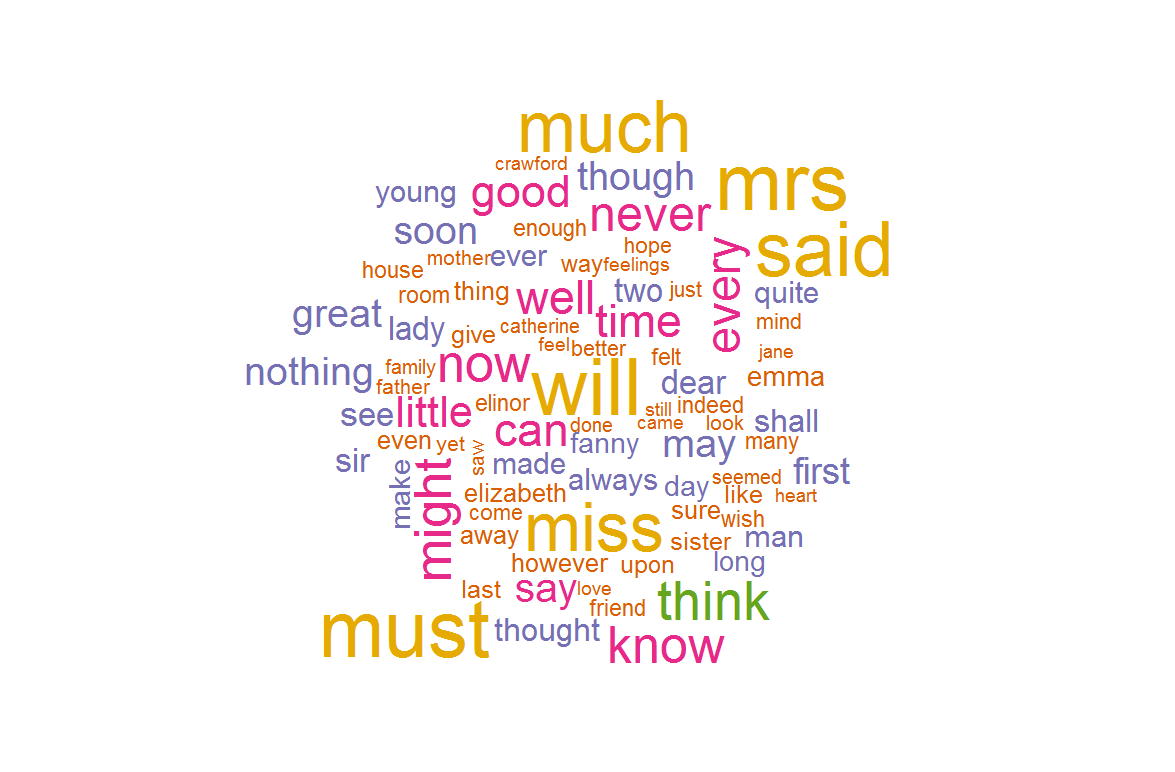 much
crawford
though
mrs
young
good
never
soon
enough
said
hope
every
mother
ever
way
feelings
house
room
thing
well
two
just
quite
great
lady
give
catherine
time
mind
feel
better
felt
jane
nothing
family
now
will
dear
emma
father
see
little
elinor
still
indeed
can
done
came
look
shall
even
yet
saw
fanny
may
many
sir
made
always
day
seemed
first
make
might
elizabeth
like
heart
come
miss
sure
wish
away
sister
man
however
upon
long
last
say
love
friend
think
must
thought
know